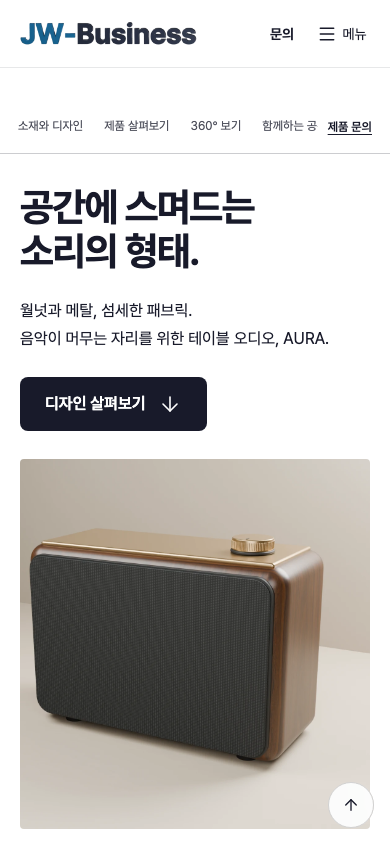 JW-Business
문의
메뉴
소재와 디자인
제품 살펴보기
360° 보기
함께하는 공
제품 문의
공간에 스며드는
소리의 형태.
월넛과 메탈, 섬세한 패브릭.
음악이 머무는 자리를 위한 테이블 오디오, AURA.
디자인 살펴보기